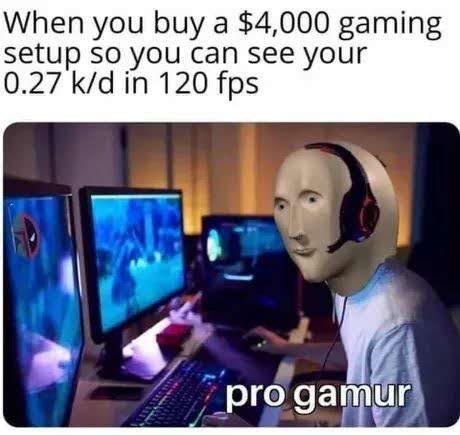 When you buy a $4,000 gaming
setup so you can see your
0.27 k/d in 120 fps
pro gamur